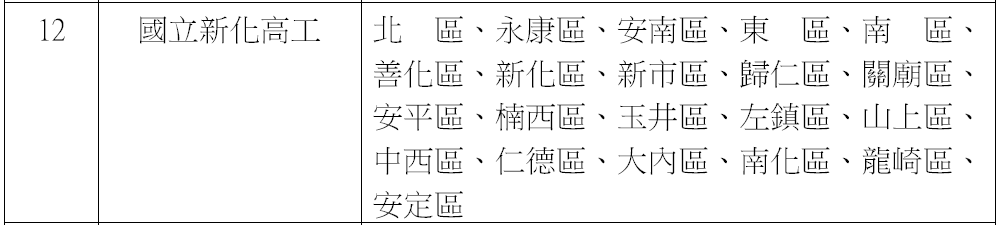 12 國立新化高工 北　區、永康區、安南區、東　區、南　區、
善化區、新化區、新市區、歸仁區、關廟區、
安平區、楠西區、玉井區、左鎮區、山上區、
中西區、仁德區、大內區、南化區、龍崎區、
安定區